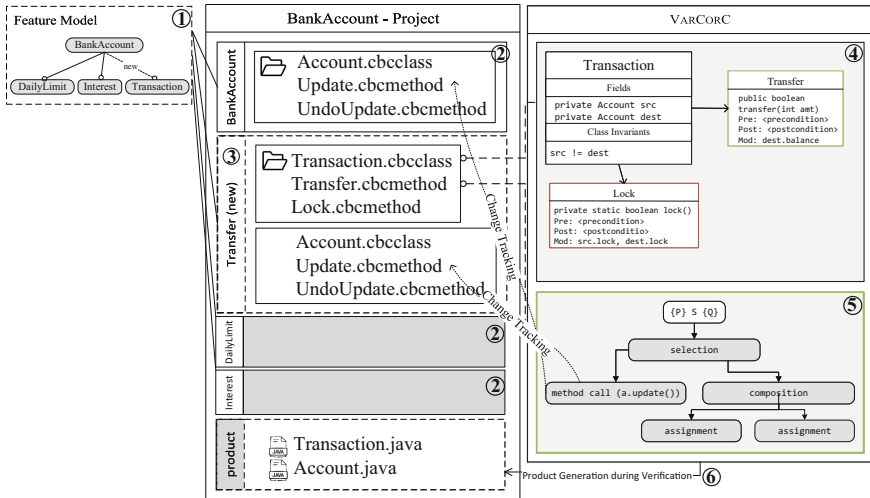 Feature Model
①
BankAccount
new
DailyLimit
Interest
Transaction
BankAccount - Project
BankAccount
②
Account.cbcclass
Update.cbcmethod
UndoUpdate.cbcmethod
Transfer (new)
③
Transaction.cbcclass
Transfer.cbcmethod
Lock.cbcmethod
Account.cbcclass
Update.cbcmethod
UndoUpdate.cbcmethod
Change Tracking
Change Tracking
DailyLimit
②
Interest
②
product
JAVA
Transaction.java
JAVA
Account.java
VARCORC
④
Transaction
Fields
private Account src
private Account dest
Class Invariants
src != dest
Transfer
public boolean
transfer(int amt)
Pre: <precondition>
Post: <postcondition>
Mod: dest.balance
Lock
private static boolean lock()
Pre: <precondition>
Post: <postconditio>
Mod: src.lock, dest.lock
⑤
{P} S {Q}
selection
method call (a.update())
composition
assignment
assignment
Product Generation during Verification
⑥